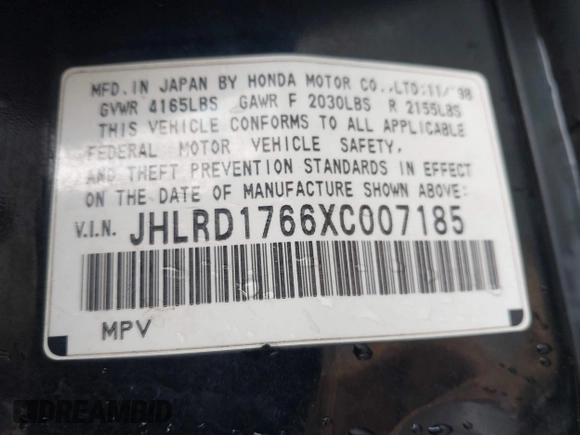 MFD. IN JAPAN BY HONDA MOTOR CO.,LTD:11/'98
GVWR 4165LBS GAWR F 2030LBS R 2155LBS
THIS VEHICLE CONFORMS TO ALL APPLICABLE
FEDERAL MOTOR VEHICLE SAFETY,
AND THEFT PREVENTION STANDARDS IN EFFECT
ON THE DATE OF MANUFACTURE SHOWN ABOVE:
V.I.N. JHLRD1766XC007185
MPV
DREAMBID